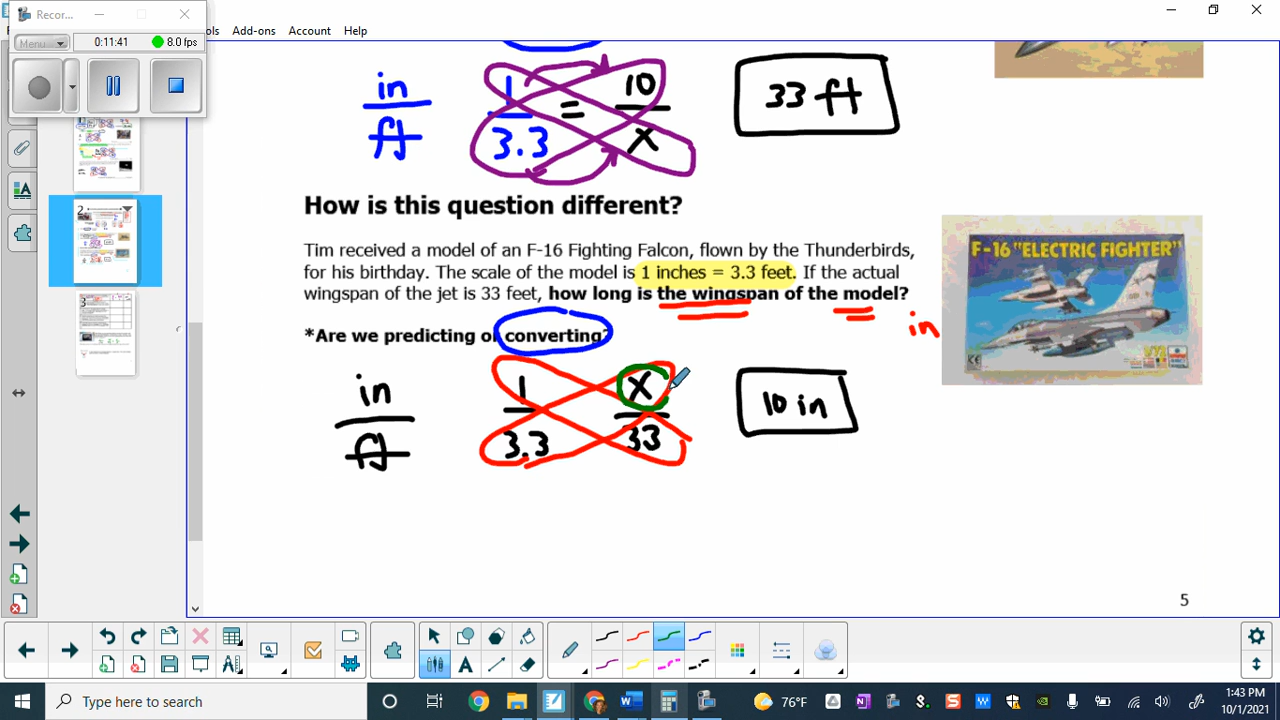 Recor...
Menu
0:11:41
8.0 fps
ols Add-ons Account Help
in
ft
1
3.3
=
10
x
33 ft
How is this question different?
Tim received a model of an F-16 Fighting Falcon, flown by the Thunderbirds,
for his birthday. The scale of the model is 1 inches = 3.3 feet. If the actual
wingspan of the jet is 33 feet, how long is the wingspan of the model?
in
F-16 "ELECTRIC FIGHTER"
*Are we predicting or converting?
in
ft
1
3.3
x
33
10 in
5
2
3
Type here to search
76°F
1:43 PM
10/1/2021